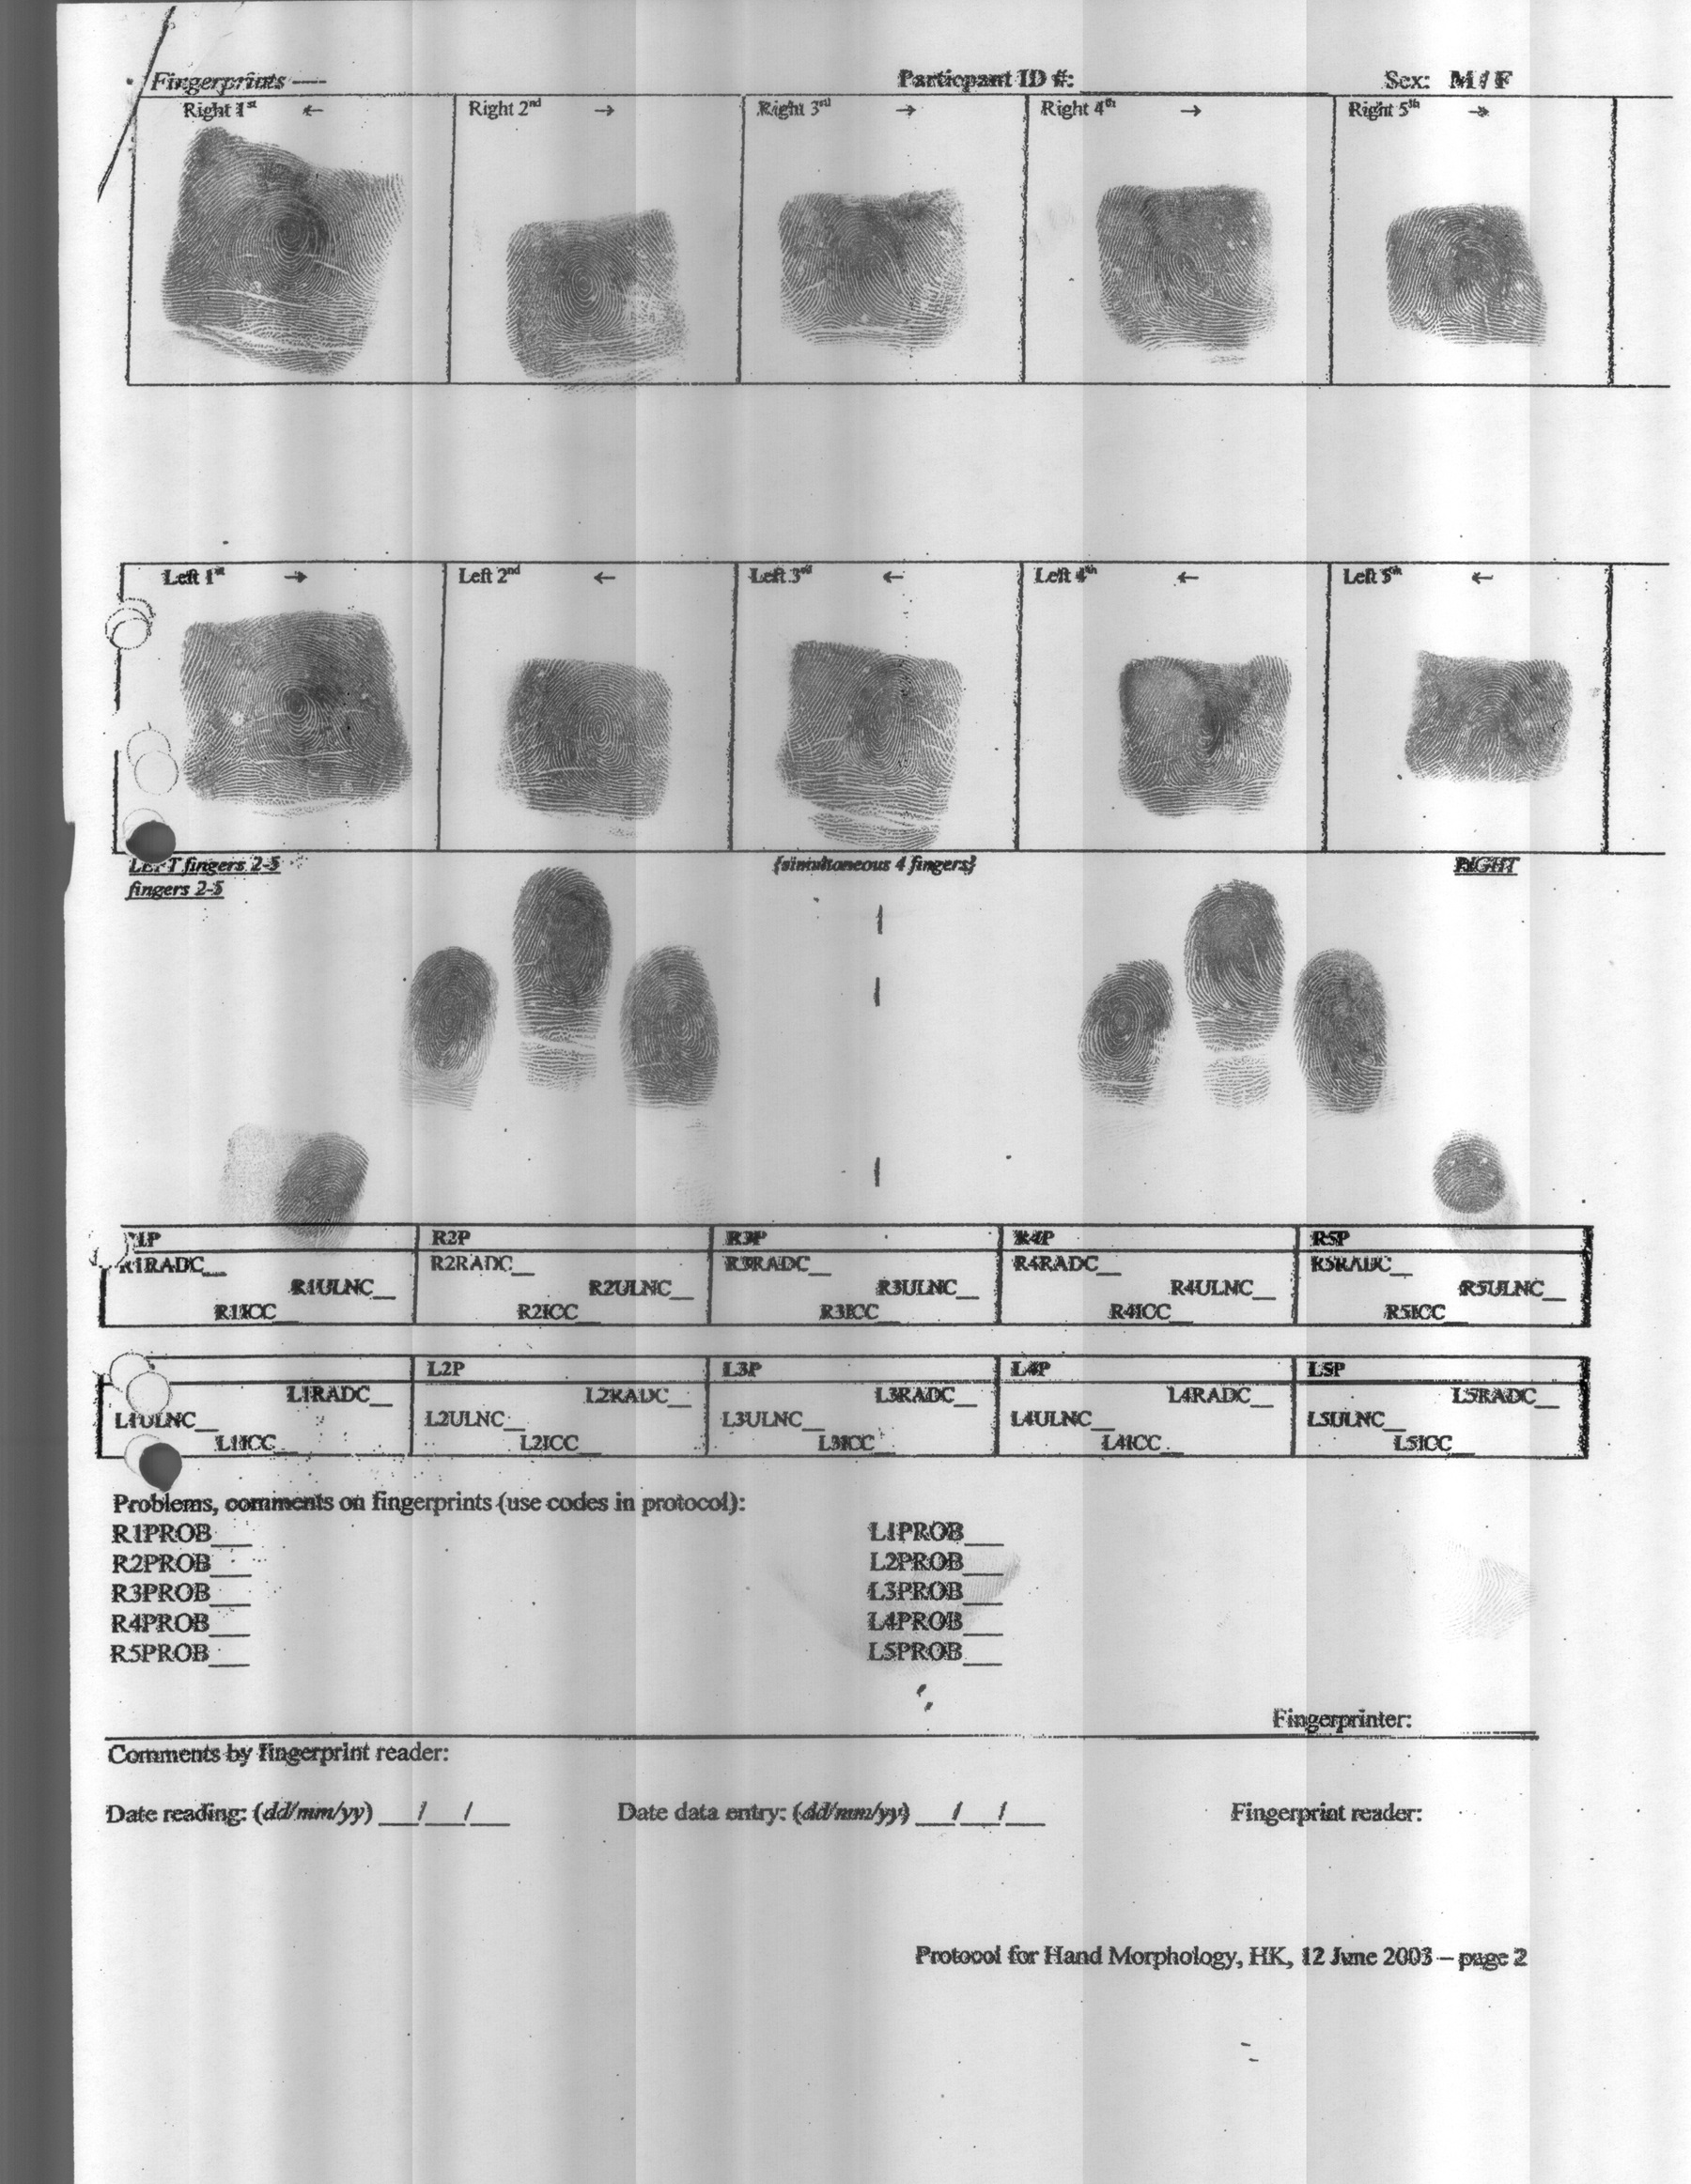 Fingerprints ---- Particpant ID #: Sex: M / F
Right 1st ← Right 2nd → Right 3rd → Right 4th → Right 5th →
Left 1st → Left 2nd ← Left 3rd ← Left 4th ← Left 5th ←
LEFT fingers 2-5 {simultaneous 4 fingers} RIGHT
fingers 2-5
1P R2P R3P R4P R5P
R1RADC__ R2RADC__ R3RADC__ R4RADC__ R5RADC__
R1ULNC__ R2ULNC__ R3ULNC__ R4ULNC__ R5ULNC__
R1ICC__ R2ICC__ R3ICC__ R4ICC__ R5ICC__
L2P L3P L4P L5P
L1RADC__ L2RADC__ L3RADC__ L4RADC__ L5RADC__
L1ULNC__ L2ULNC__ L3ULNC__ L4ULNC__ L5ULNC__
L1ICC__ L2ICC__ L3ICC__ L4ICC__ L5ICC__
Problems, comments on fingerprints (use codes in protocol):
R1PROB___ L1PROB___
R2PROB___ L2PROB___
R3PROB___ L3PROB___
R4PROB___ L4PROB___
R5PROB___ L5PROB___
Fingerprinter:
Comments by fingerprint reader:
Date reading: (dd/mm/yy) ___/___/___ Date data entry: (dd/mm/yy) ___/___/___ Fingerprint reader:
Protocol for Hand Morphology, HK, 12 June 2003 – page 2